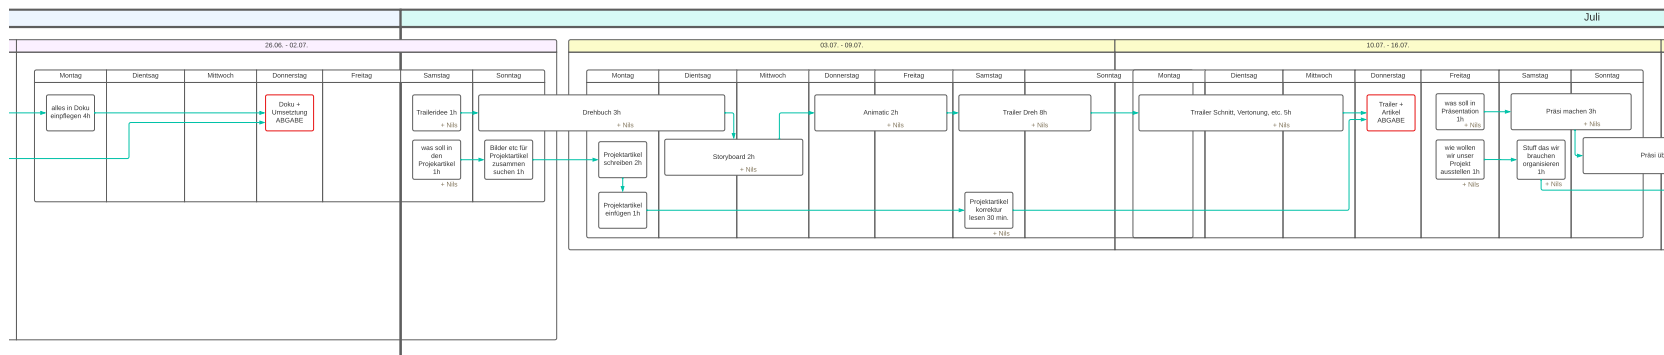 Juli
26.06. - 02.07.
03.07. - 09.07.
10.07. - 16.07.
Montag
Dientsag
Mittwoch
Donnerstag
Freitag
Samstag
Sonntag
Montag
Dientsag
Mittwoch
Donnerstag
Freitag
Samstag
Sonntag
Montag
Dientsag
Mittwoch
Donnerstag
Freitag
Samstag
Sonntag
alles in Doku
einpflegen 4h
Doku +
Umsetztung
ABGABE
Traileridee 1h
+ Nils
Drehbuch 3h
+ Nils
was soll in
den
Projekartikel
1h
+ Nils
Bilder etc für
Projektartikel
zusammen
suchen 1h
Projektartikel
schreiben 2h
Storyboard 2h
+ Nils
Projektartikel
einfügen 1h
Animatic 2h
+ Nils
Trailer Dreh 8h
+ Nils
Projektartikel
korrektur
lesen 30 min.
+ Nils
Trrailer Schnitt, Vertonung, etc. 5h
+ Nils
Trailer +
Artikel
ABGABE
was soll in
Präsentation
1h
+ Nils
Präsi machen 3h
+ Nils
wie wollen
wir unser
Projekt
ausstellen 1h
+ Nils
Stuff das wir
brauchen
organisieren
1h
+ Nils
Präsi üb